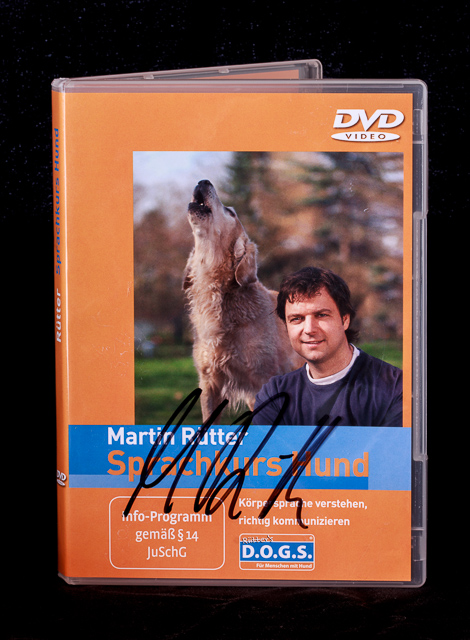 DVD
VIDEO
Martin Rütter
Sprachkurs Hund
Körpersprache verstehen,
richtig kommunizieren
Info-Programm
gemäß § 14
JuSchG
Rütter's
D.O.G.S.
Für Menschen mit Hund
Rütter Sprachkurs Hund
DVD